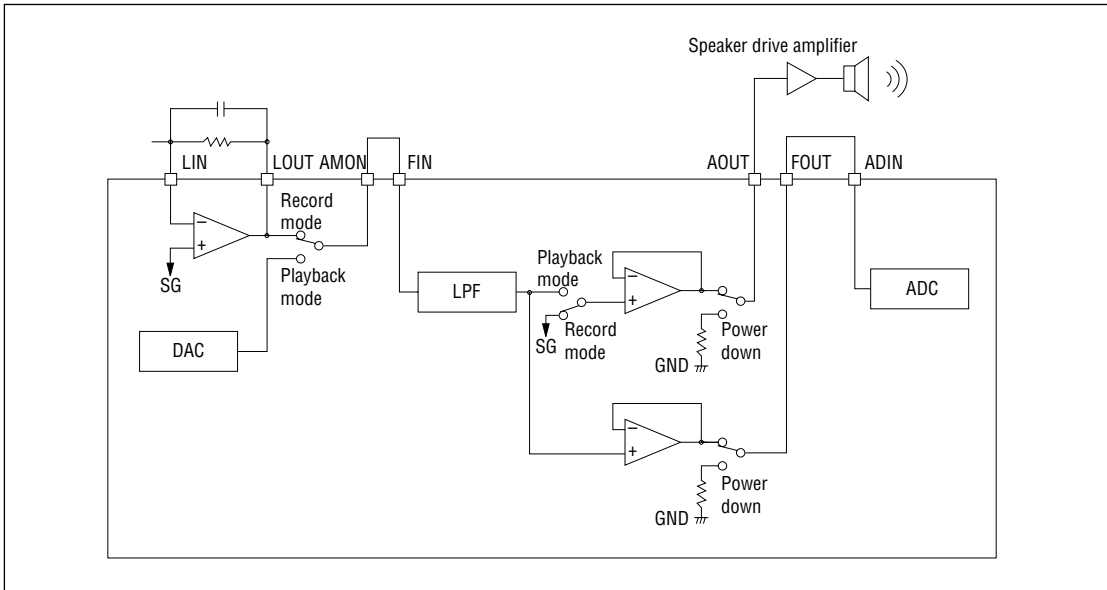 Speaker drive amplifier
LIN
LOUT AMON
FIN
AOUT
FOUT
ADIN
Record
mode
−
+
SG
Playback
mode
DAC
LPF
Playback
mode
−
+
SG
Record
mode
Power
down
GND
ADC
−
+
Power
down
GND